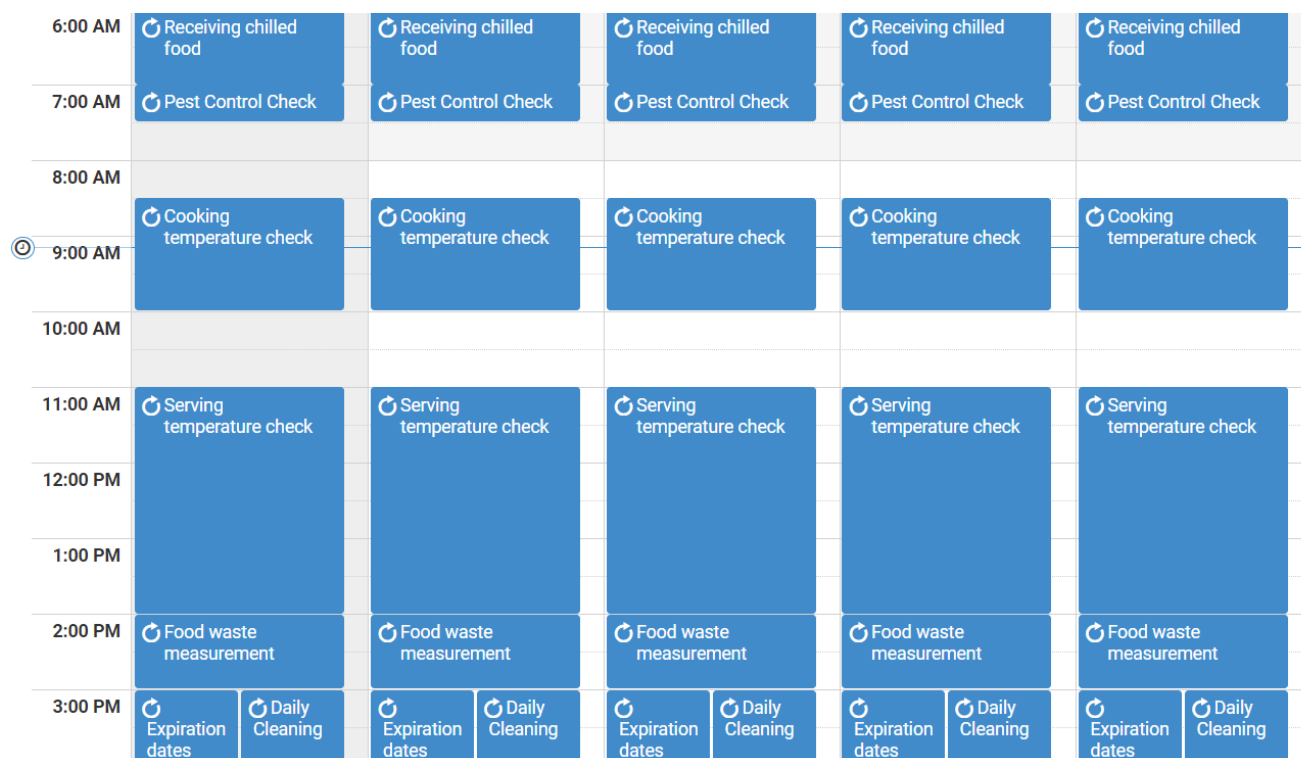 6:00 AM Receiving chilled Receiving chilled Receiving chilled Receiving chilled Receiving chilled
food food food food food
7:00 AM Pest Control Check Pest Control Check Pest Control Check Pest Control Check Pest Control Check
8:00 AM
Cooking Cooking Cooking Cooking Cooking
temperature check temperature check temperature check temperature check temperature check
9:00 AM
10:00 AM
11:00 AM Serving Serving Serving Serving Serving
temperature check temperature check temperature check temperature check temperature check
12:00 PM
1:00 PM
2:00 PM Food waste Food waste Food waste Food waste Food waste
measurement measurement measurement measurement measurement
3:00 PM Daily Daily Daily Daily Daily
Expiration Cleaning Expiration Cleaning Expiration Cleaning Expiration Cleaning Expiration Cleaning
dates dates dates dates dates